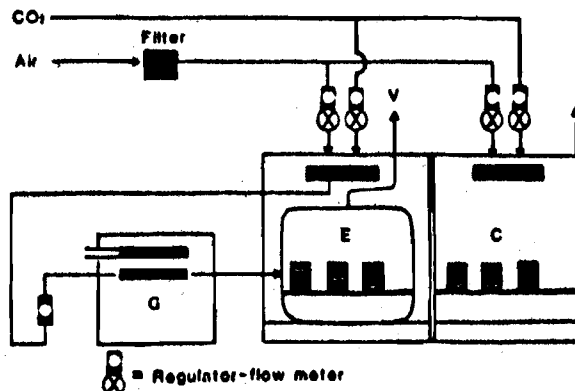 CO₂
Filter
Air
V
E
C
G
= Regulator-flow meter